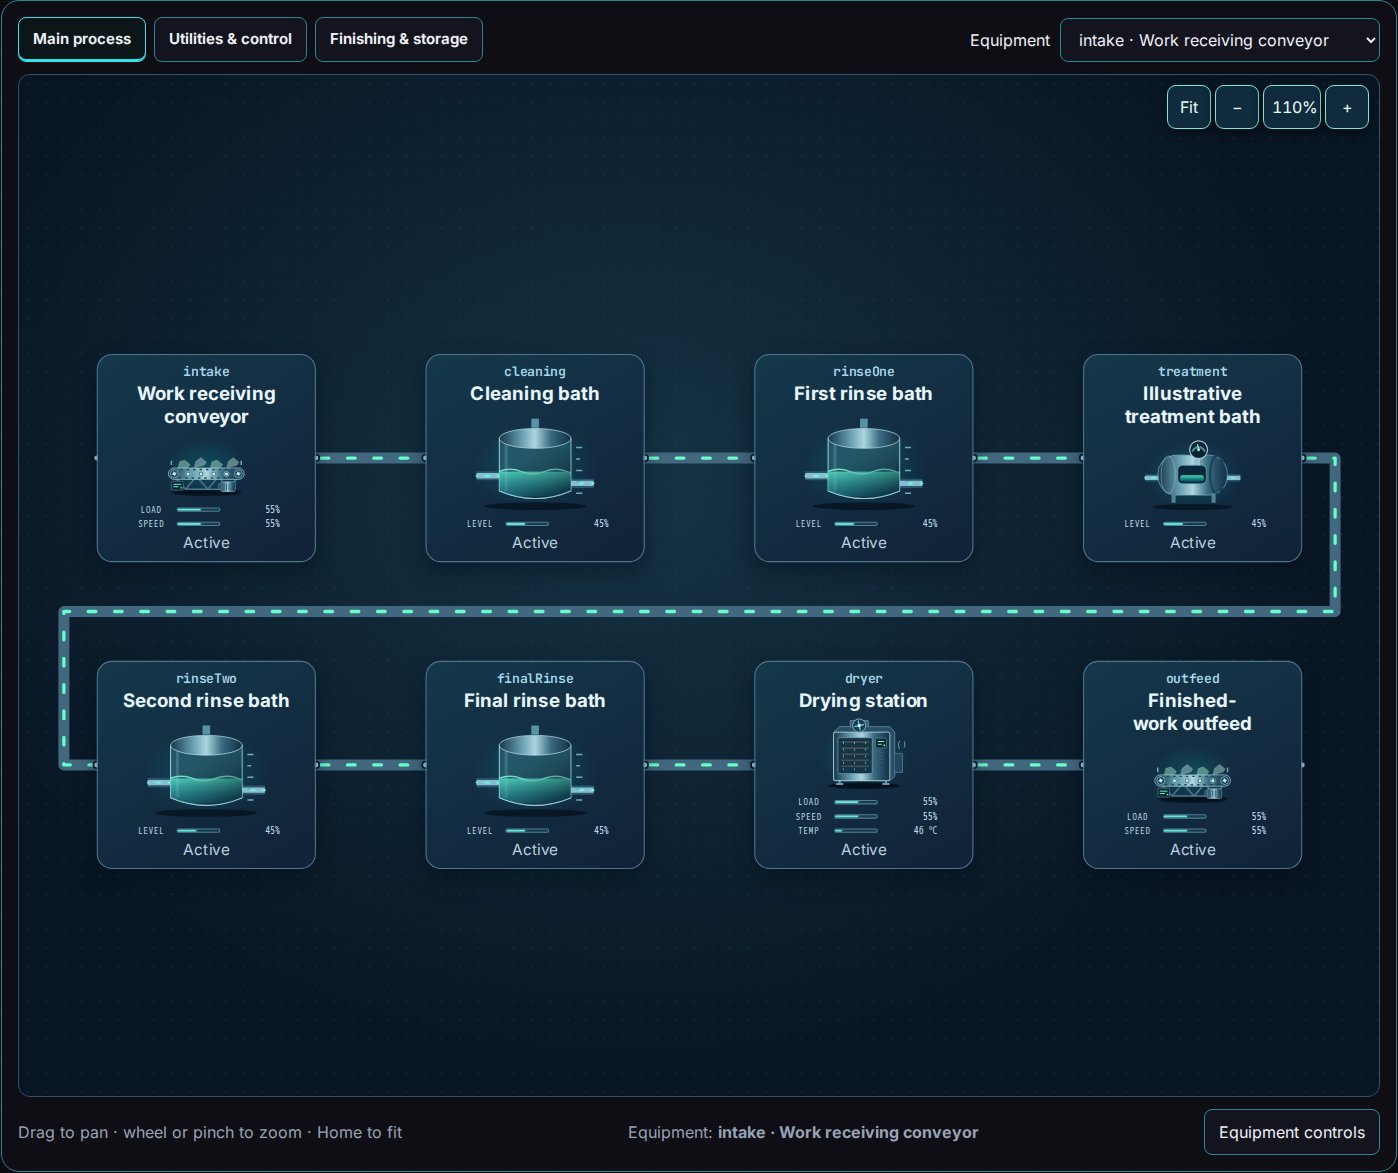 Main process
Utilities & control
Finishing & storage
Equipment
intake · Work receiving conveyor
Fit
−
110%
+
intake
Work receiving
conveyor
LOAD 55%
SPEED 55%
Active
cleaning
Cleaning bath
LEVEL 45%
Active
rinseOne
First rinse bath
LEVEL 45%
Active
treatment
Illustrative
treatment bath
LEVEL 45%
Active
rinseTwo
Second rinse bath
LEVEL 45%
Active
finalRinse
Final rinse bath
LEVEL 45%
Active
dryer
Drying station
LOAD 55%
SPEED 55%
TEMP 46 °C
Active
outfeed
Finished-
work outfeed
LOAD 55%
SPEED 55%
Active
Drag to pan · wheel or pinch to zoom · Home to fit
Equipment: intake · Work receiving conveyor
Equipment controls